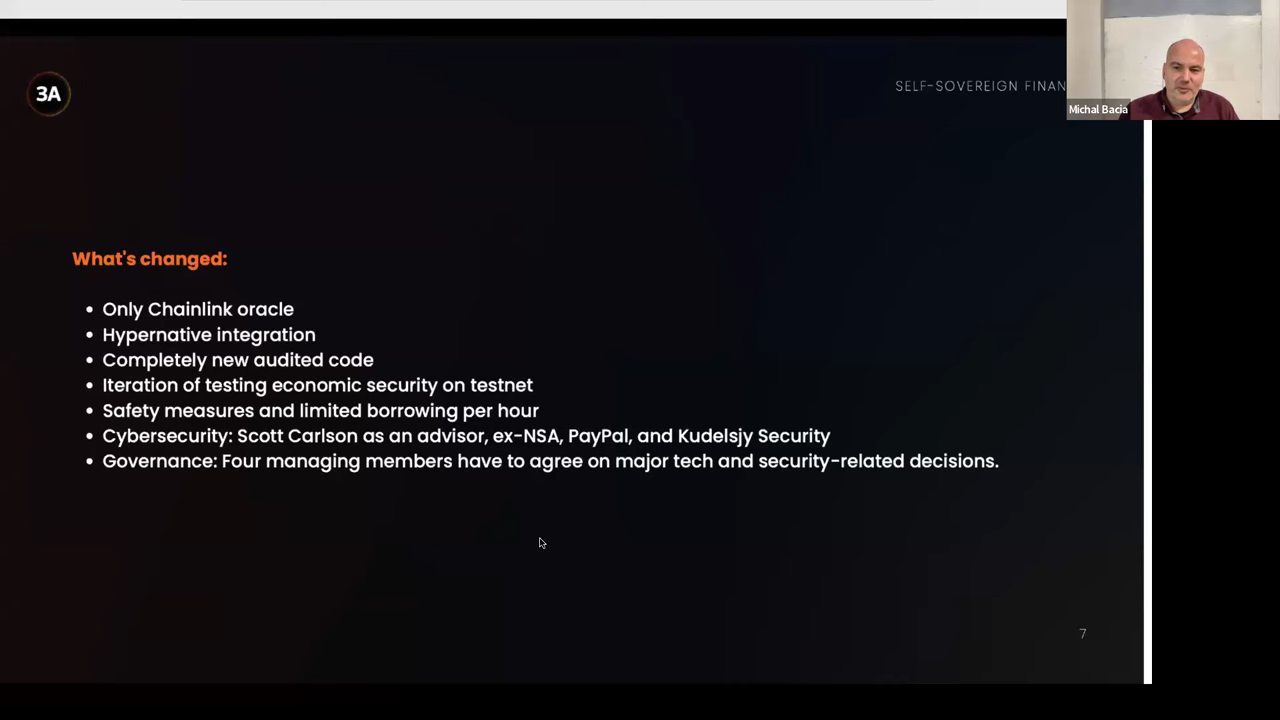 3A
SELF-SOVEREIGN FINAN
Michal Bacia
What's changed:
• Only Chainlink oracle
• Hypernative integration
• Completely new audited code
• Iteration of testing economic security on testnet
• Safety measures and limited borrowing per hour
• Cybersecurity: Scott Carlson as an advisor, ex-NSA, PayPal, and Kudelsjy Security
• Governance: Four managing members have to agree on major tech and security-related decisions.
7